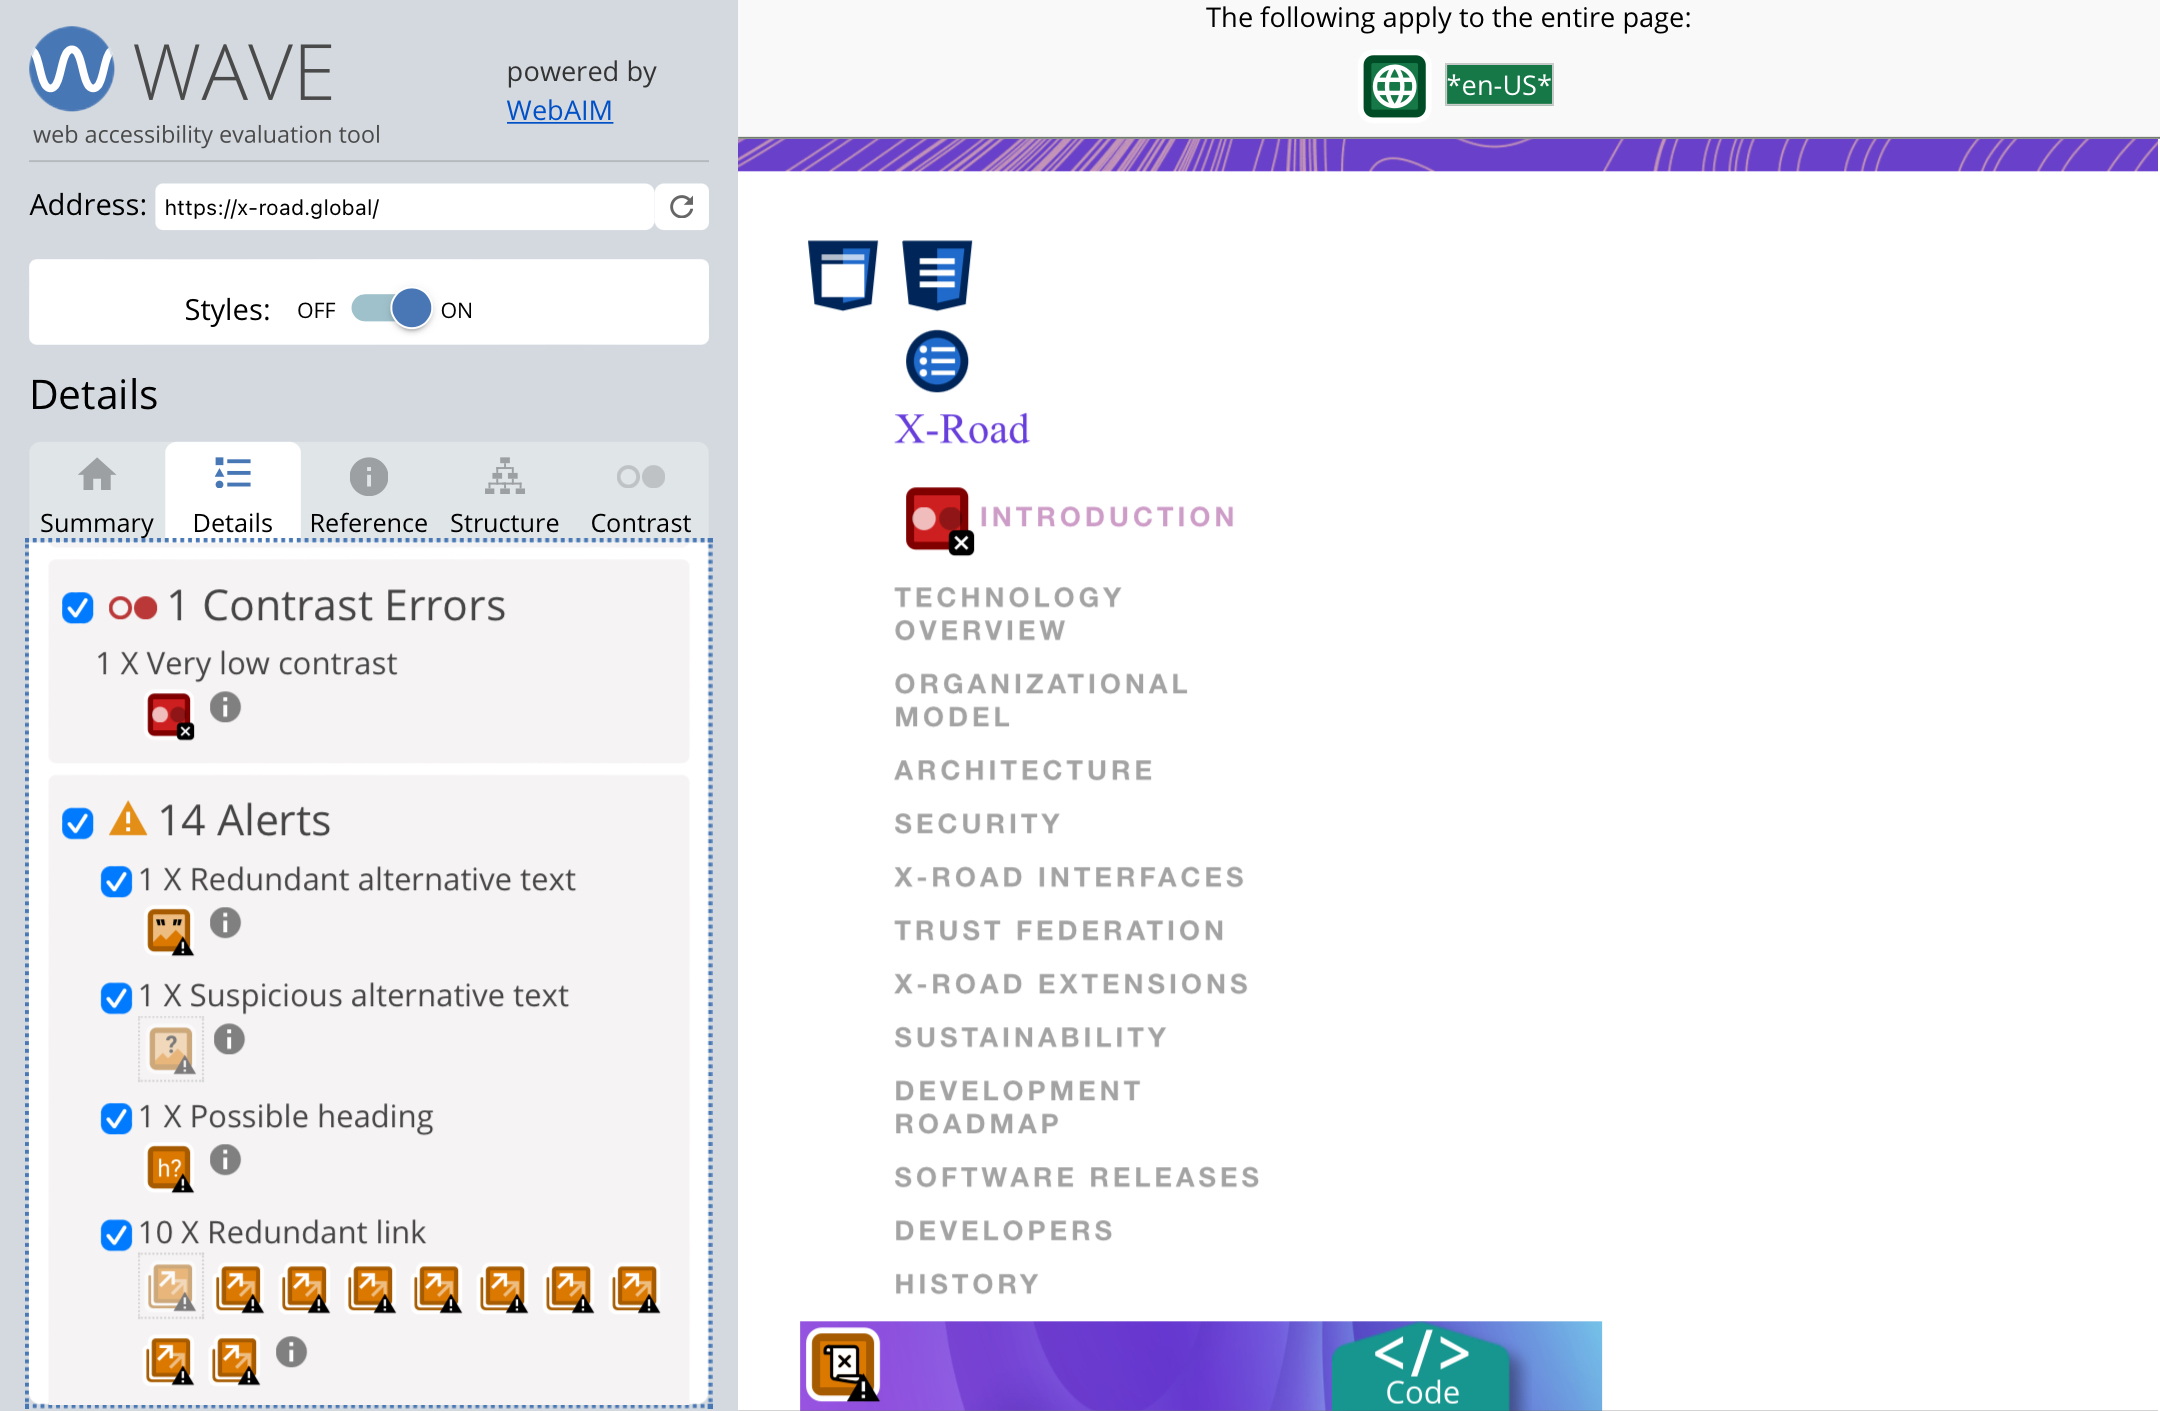 WAVE
web accessibility evaluation tool
powered by
WebAIM
Address: https://x-road.global/
Styles: OFF ON
Details
Summary Details Reference Structure Contrast
1 Contrast Errors
1 X Very low contrast
14 Alerts
1 X Redundant alternative text
1 X Suspicious alternative text
?
1 X Possible heading
h?
10 X Redundant link
The following apply to the entire page:
*en-US*
X-Road
INTRODUCTION
TECHNOLOGY
OVERVIEW
ORGANIZATIONAL
MODEL
ARCHITECTURE
SECURITY
X-ROAD INTERFACES
TRUST FEDERATION
X-ROAD EXTENSIONS
SUSTAINABILITY
DEVELOPMENT
ROADMAP
SOFTWARE RELEASES
DEVELOPERS
HISTORY
</>
Code